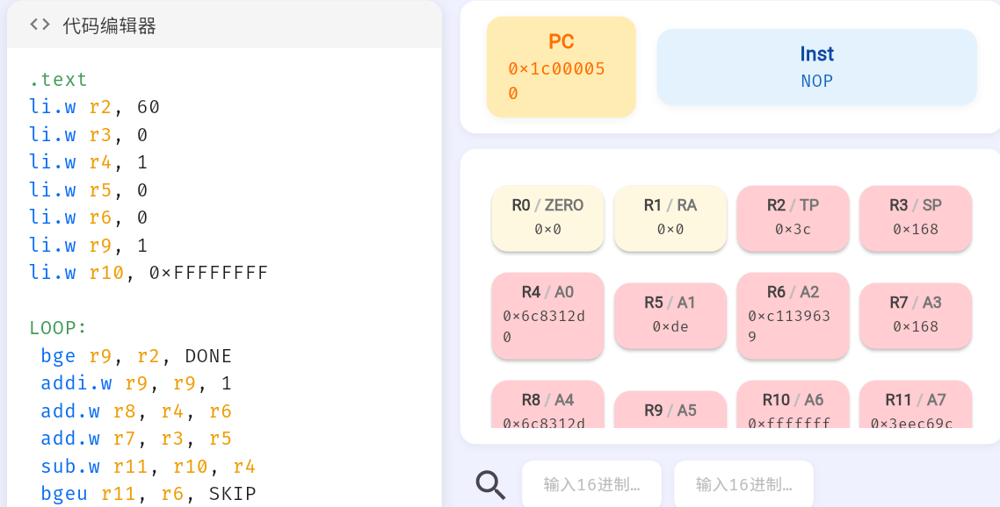 <> 代码编辑器
.text
li.w r2, 60
li.w r3, 0
li.w r4, 1
li.w r5, 0
li.w r6, 0
li.w r9, 1
li.w r10, 0×FFFFFFFF
LOOP:
bge r9, r2, DONE
addi.w r9, r9, 1
add.w r8, r4, r6
add.w r7, r3, r5
sub.w r11, r10, r4
bgeu r11, r6, SKIP
PC
0×1c00005
0
Inst
NOP
R0 / ZERO
0×0
R1 / RA
0×0
R2 / TP
0×3c
R3 / SP
0×168
R4 / A0
0×6c8312d
0
R5 / A1
0×de
R6 / A2
0×c113963
9
R7 / A3
0×168
R8 / A4
0×6c8312d
R9 / A5
R10 / A6
0×fffffff
R11 / A7
0×3eec69c
输入16进制…
输入16进制…